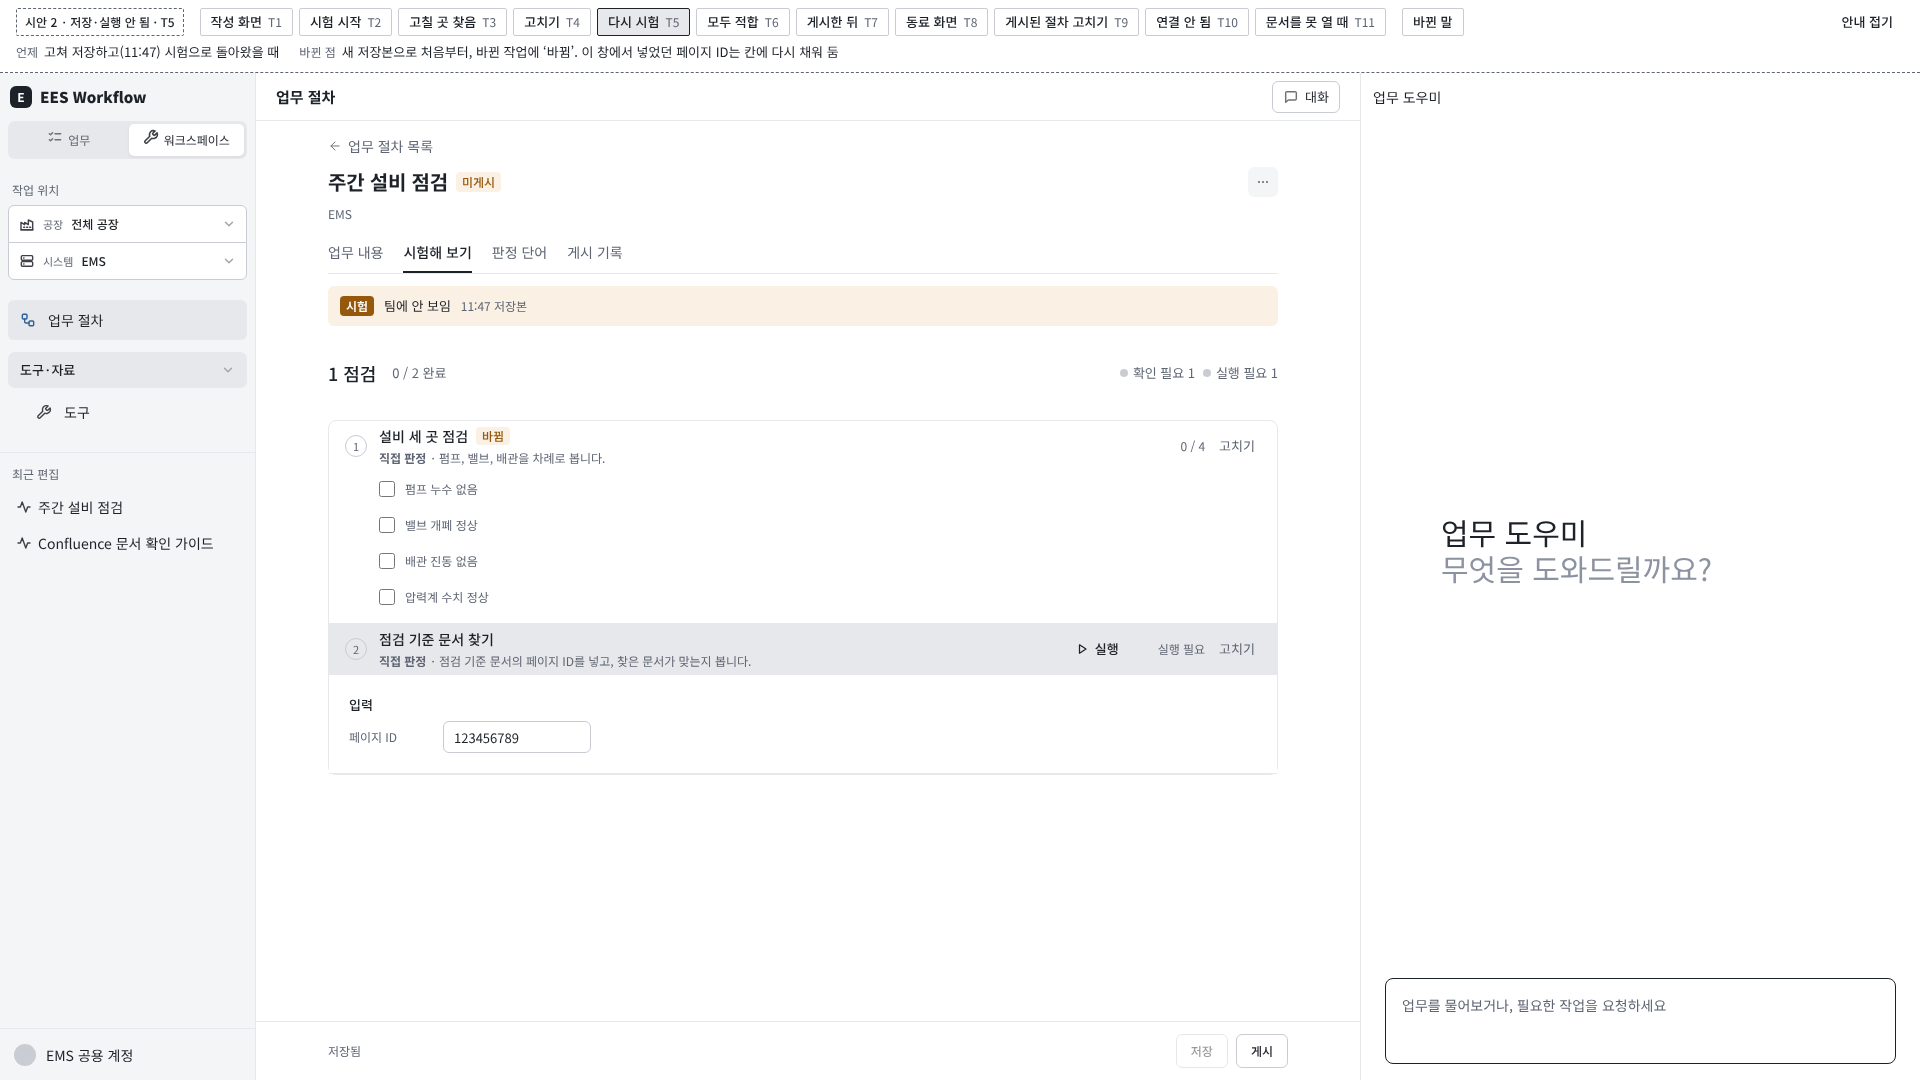 시안 2 · 저장·실행 안 됨 · T5
작성 화면 T1
시험 시작 T2
고칠 곳 찾음 T3
고치기 T4
다시 시험 T5
모두 적합 T6
게시한 뒤 T7
동료 화면 T8
게시된 절차 고치기 T9
연결 안 됨 T10
문서를 못 열 때 T11
바뀐 말
안내 접기
언제 고쳐 저장하고(11:47) 시험으로 돌아왔을 때
바뀐 점 새 저장본으로 처음부터, 바뀐 작업에 ‘바뀜’. 이 창에서 넣었던 페이지 ID는 칸에 다시 채워 둠
E EES Workflow
업무
워크스페이스
작업 위치
공장 전체 공장
시스템 EMS
업무 절차
도구·자료
도구
최근 편집
주간 설비 점검
Confluence 문서 확인 가이드
EMS 공용 계정
업무 절차
대화
업무 절차 목록
주간 설비 점검 미게시
···
EMS
업무 내용
시험해 보기
판정 단어
게시 기록
시험 팀에 안 보임 11:47 저장본
1 점검 0 / 2 완료
확인 필요 1
실행 필요 1
1
설비 세 곳 점검 바뀜
직접 판정 · 펌프, 밸브, 배관을 차례로 봅니다.
0 / 4
고치기
펌프 누수 없음
밸브 개폐 정상
배관 진동 없음
압력계 수치 정상
2
점검 기준 문서 찾기
직접 판정 · 점검 기준 문서의 페이지 ID를 넣고, 찾은 문서가 맞는지 봅니다.
실행
실행 필요
고치기
입력
페이지 ID
123456789
저장됨
저장
게시
업무 도우미
업무 도우미
무엇을 도와드릴까요?
업무를 물어보거나, 필요한 작업을 요청하세요